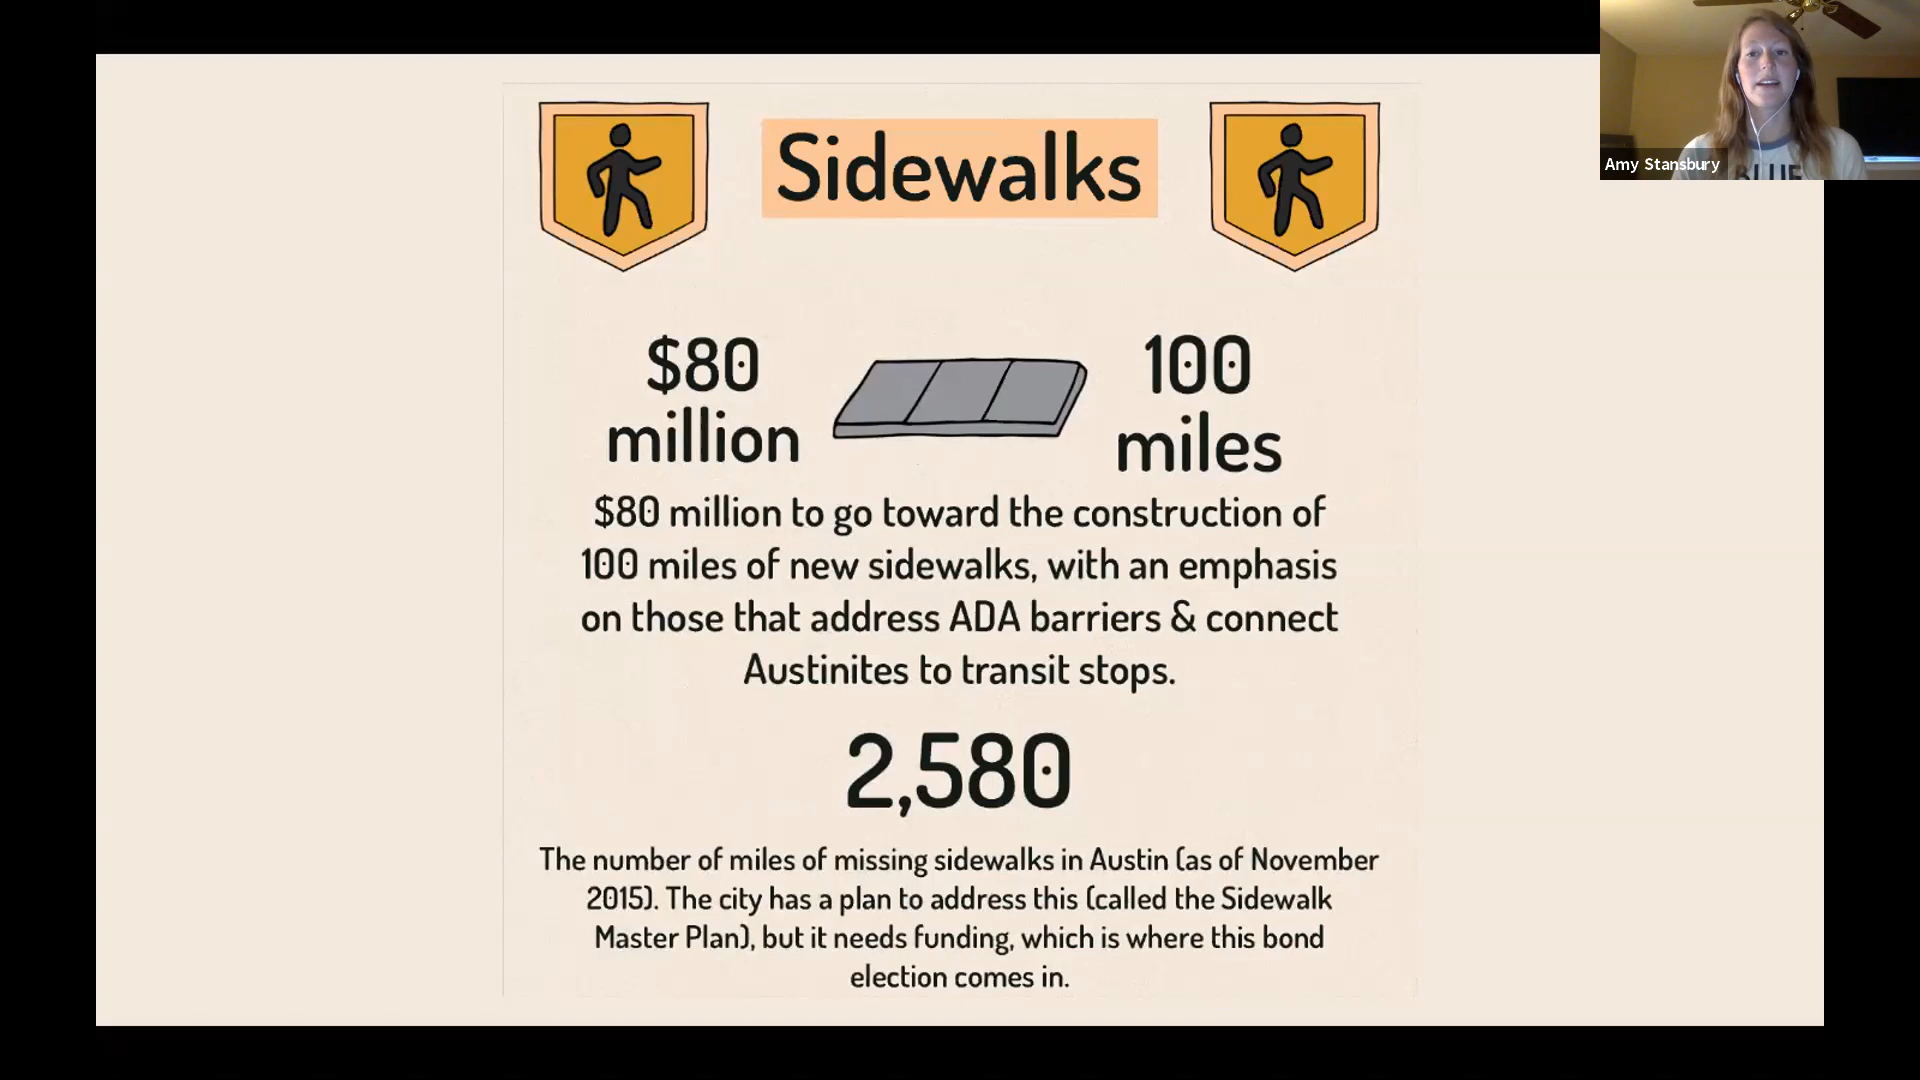 Sidewalks
Amy Stansbury
$80
million
100
miles
$80 million to go toward the construction of
100 miles of new sidewalks, with an emphasis
on those that address ADA barriers & connect
Austinites to transit stops.
2,580
The number of miles of missing sidewalks in Austin (as of November
2015). The city has a plan to address this (called the Sidewalk
Master Plan), but it needs funding, which is where this bond
election comes in.